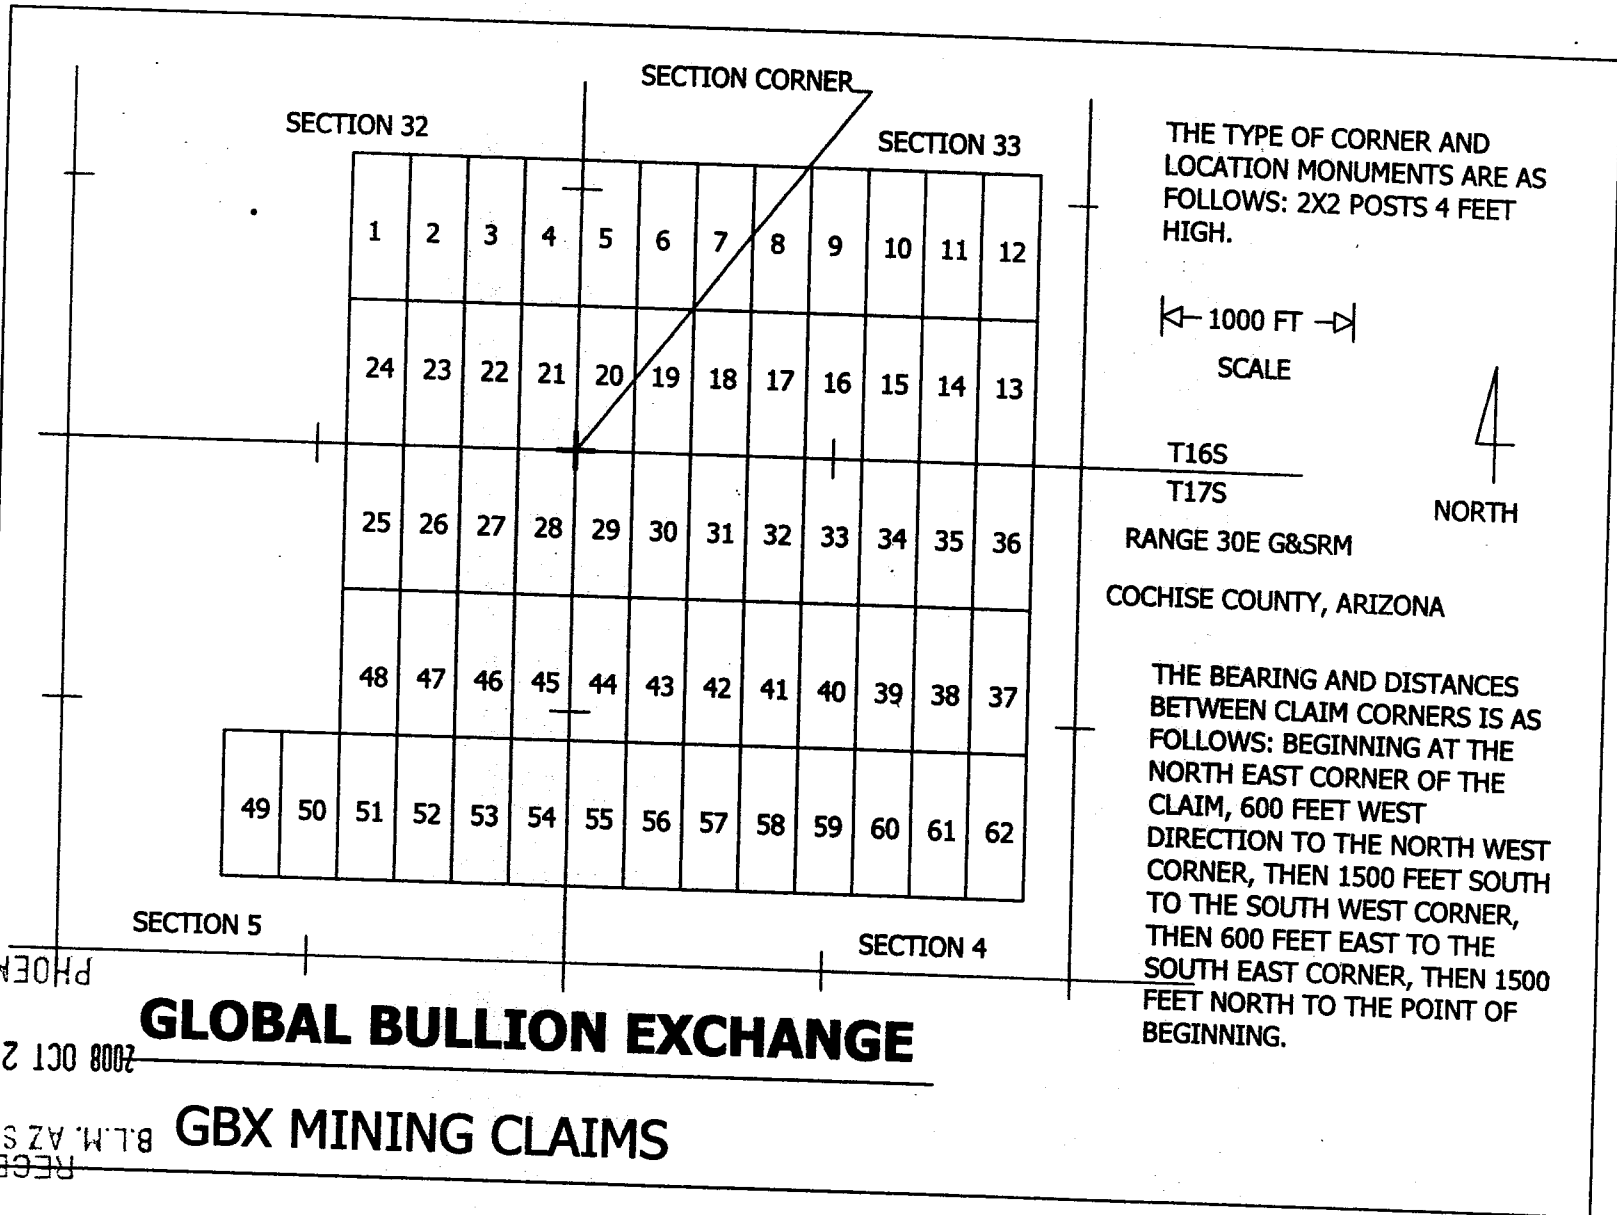 SECTION CORNER
SECTION 32
SECTION 33
1 2 3 4 5 6 7 8 9 10 11 12
24 23 22 21 20 19 18 17 16 15 14 13
25 26 27 28 29 30 31 32 33 34 35 36
48 47 46 45 44 43 42 41 40 39 38 37
49 50 51 52 53 54 55 56 57 58 59 60 61 62
SECTION 5
SECTION 4
THE TYPE OF CORNER AND
LOCATION MONUMENTS ARE AS
FOLLOWS: 2X2 POSTS 4 FEET
HIGH.
1000 FT
SCALE
T16S
T17S
NORTH
RANGE 30E G&SRM
COCHISE COUNTY, ARIZONA
THE BEARING AND DISTANCES
BETWEEN CLAIM CORNERS IS AS
FOLLOWS: BEGINNING AT THE
NORTH EAST CORNER OF THE
CLAIM, 600 FEET WEST
DIRECTION TO THE NORTH WEST
CORNER, THEN 1500 FEET SOUTH
TO THE SOUTH WEST CORNER,
THEN 600 FEET EAST TO THE
SOUTH EAST CORNER, THEN 1500
FEET NORTH TO THE POINT OF
BEGINNING.
GLOBAL BULLION EXCHANGE
GBX MINING CLAIMS
B.L.M. AZ S
2008 OCT 2